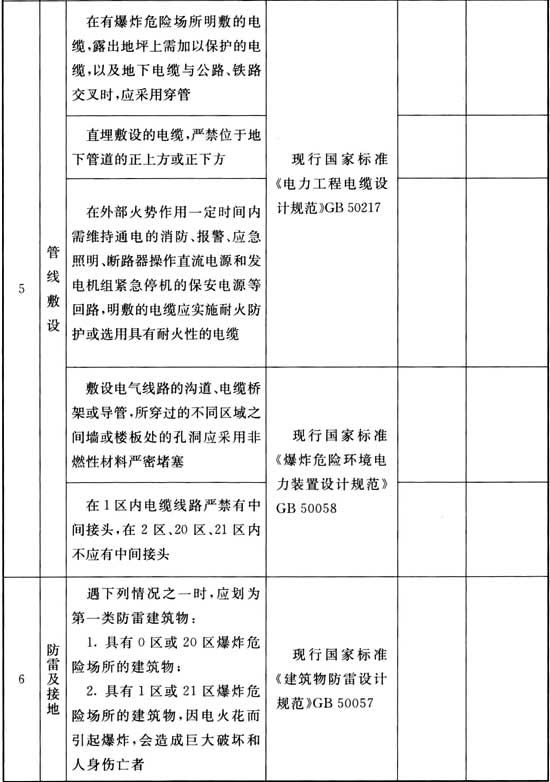 5
管线敷设
在有爆炸危险场所明敷的电
缆,露出地坪上需加以保护的电
缆,以及地下电缆与公路、铁路
交叉时,应采用穿管
直埋敷设的电缆,严禁位于地
下管道的正上方或正下方
在外部火势作用一定时间内
需维持通电的消防、报警、应急
照明、断路器操作直流电源和发
电机组紧急停机的保安电源等
回路,明敷的电缆应实施耐火防
护或选用具有耐火性的电缆
现行国家标准
《电力工程电缆设
计规范》GB 50217
敷设电气线路的沟道、电缆桥
架或导管,所穿过的不同区域之
间墙或楼板处的孔洞应采用非
燃性材料严密堵塞
在1区内电缆线路严禁有中
间接头,在2区、20区、21区内
不应有中间接头
现行国家标准
《爆炸危险环境电
力装置设计规范》
GB 50058
6
防雷及接地
遇下列情况之一时,应划为
第一类防雷建筑物:
1. 具有0区或20区爆炸危
险场所的建筑物;
2. 具有1区或21区爆炸危
险场所的建筑物,因电火花而
引起爆炸,会造成巨大破坏和
人身伤亡者
现行国家标准
《建筑物防雷设计
规范》GB 50057